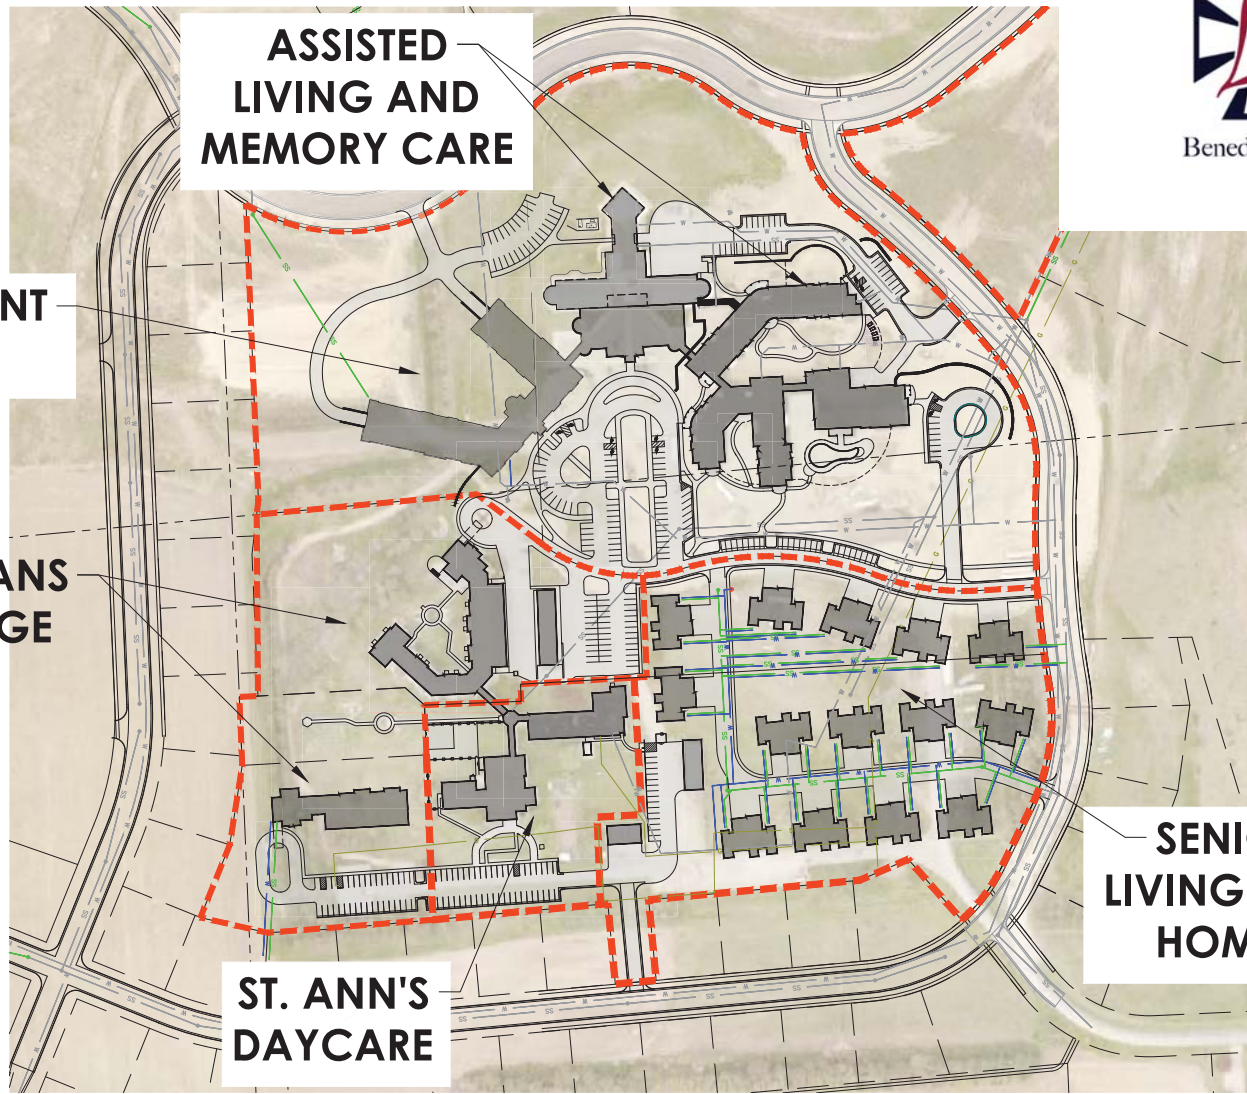 ASSISTED
LIVING AND
MEMORY CARE
Bened
NT
ANS
GE
SENI
LIVING
HOM
ST. ANN'S
DAYCARE